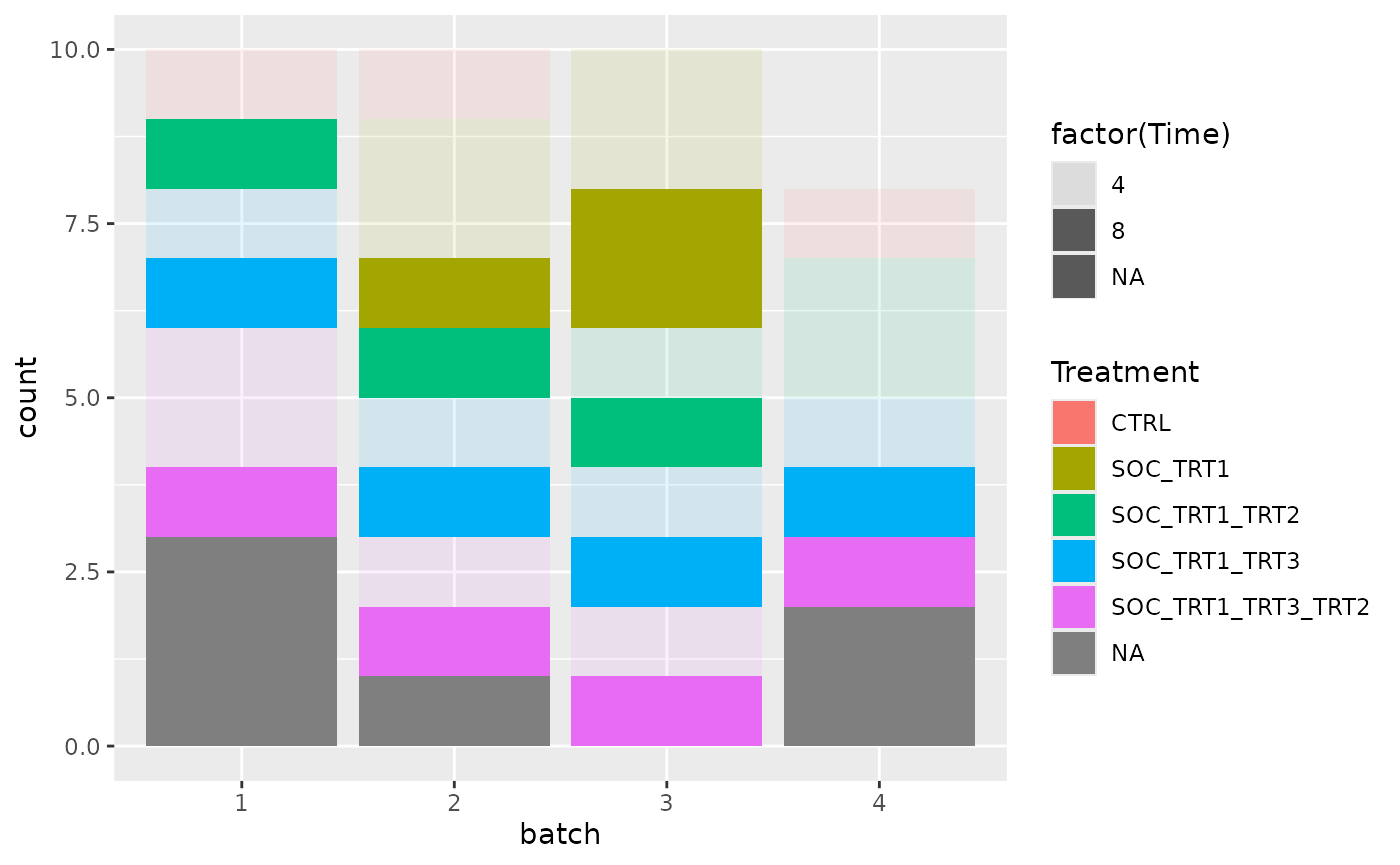 10.0
7.5
5.0
2.5
0.0
count
1
2
3
4
batch
factor(Time)
4
8
NA
Treatment
CTRL
SOC_TRT1
SOC_TRT1_TRT2
SOC_TRT1_TRT3
SOC_TRT1_TRT3_TRT2
NA